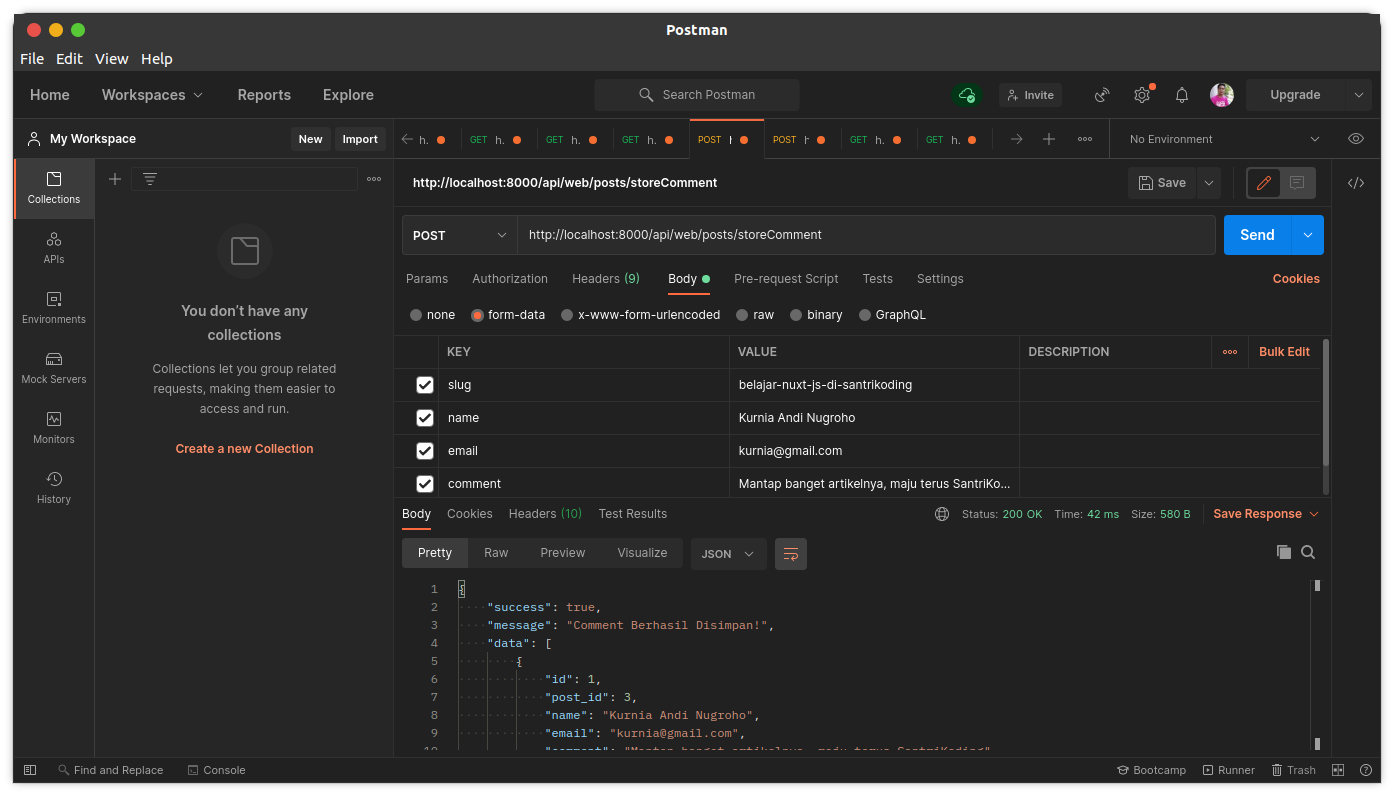 Postman
File Edit View Help
Home Workspaces Reports Explore Search Postman Invite Upgrade
My Workspace New Import
h. GET h. GET h. GET h. POST POST GET h. GET h. No Environment
Collections
APIs
Environments
Mock Servers
Monitors
History
You don't have any
collections
Collections let you group related
requests, making them easier to
access and run.
Create a new Collection
http://localhost:8000/api/web/posts/storeComment Save
POST http://localhost:8000/api/web/posts/storeComment Send
Params Authorization Headers (9) Body Pre-request Script Tests Settings Cookies
none form-data x-www-form-urlencoded raw binary GraphQL
KEY VALUE DESCRIPTION Bulk Edit
slug belajar-nuxt-js-di-santrikoding
name Kurnia Andi Nugroho
email kurnia@gmail.com
comment Mantap banget artikelnya, maju terus SantriKo...
Body Cookies Headers (10) Test Results Status: 200 OK Time: 42 ms Size: 580 B Save Response
Pretty Raw Preview Visualize JSON
1 {
2 "success": true,
3 "message": "Comment Berhasil Disimpan!",
4 "data": [
5 {
6 "id": 1,
7 "post_id": 3,
8 "name": "Kurnia Andi Nugroho",
9 "email": "kurnia@gmail.com",
10 "comment": "Mantap banget artikelnya, maju terus SantriKoding"
Find and Replace Console Bootcamp Runner Trash